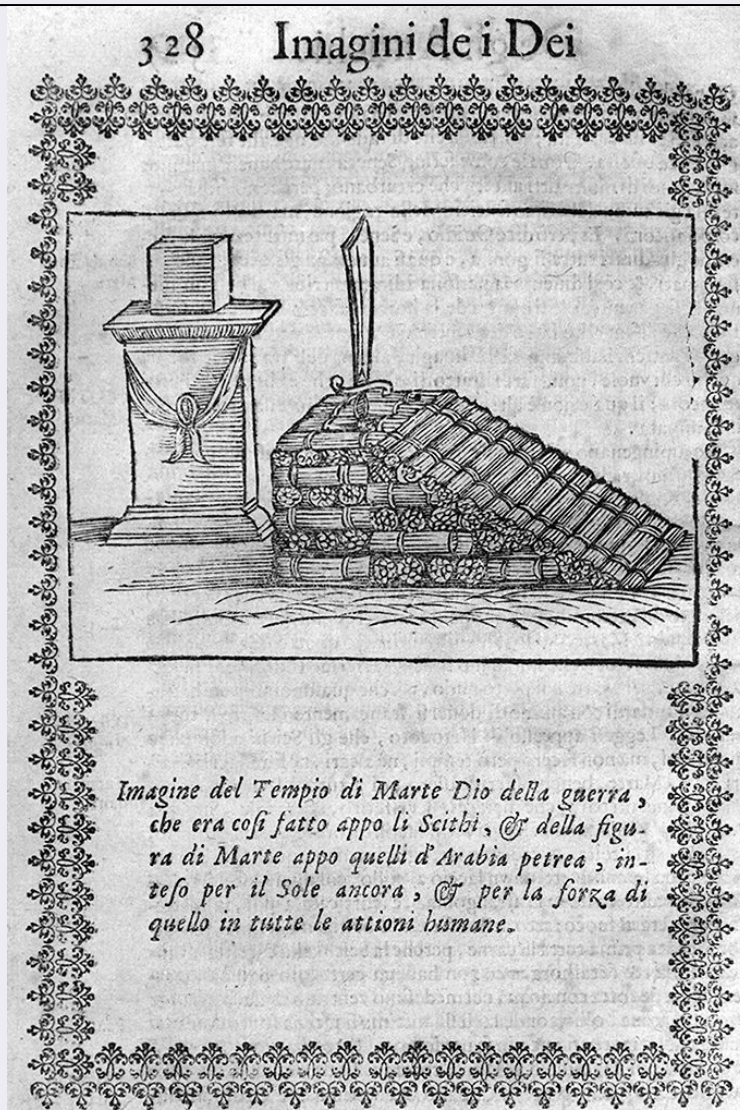 328 Imagini de i Dei
Imagine del Tempio di Marte Dio della guerra,
che era coſi fatto appo li Scithi, & della figu-
ra di Marte appo quelli d'Arabia petrea, in-
teſo per il Sole ancora, & per la forza di
quello in tutte le attioni humane.